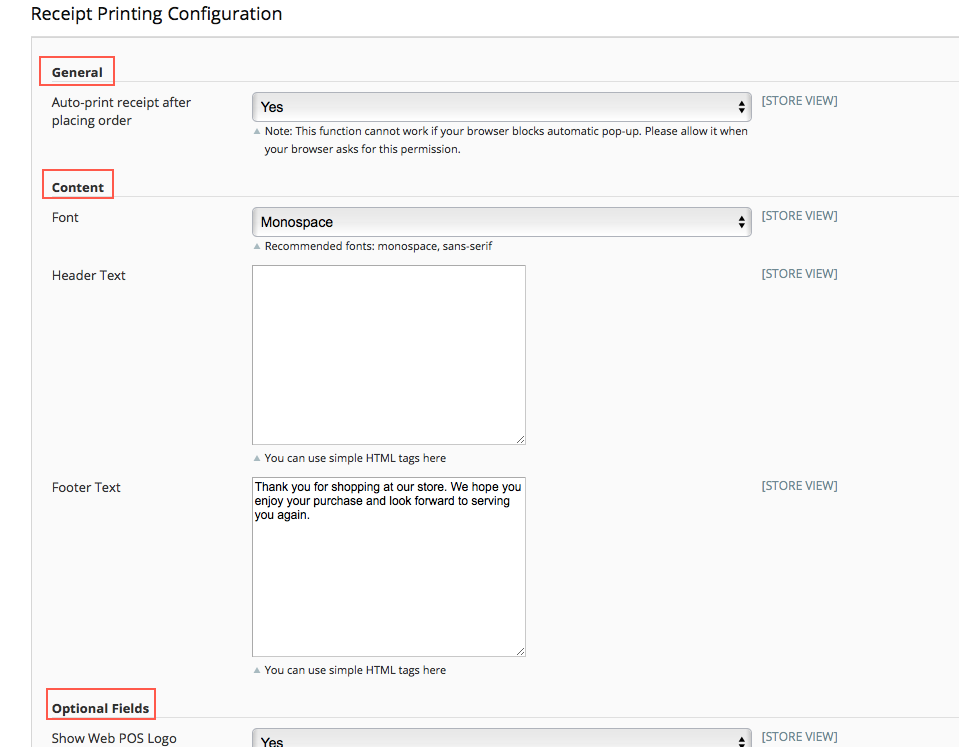 Receipt Printing Configuration
General
Auto-print receipt after
placing order
Yes
[STORE VIEW]
Note: This function cannot work if your browser blocks automatic pop-up. Please allow it when
your browser asks for this permission.
Content
Font
Monospace
[STORE VIEW]
Recommended fonts: monospace, sans-serif
Header Text
[STORE VIEW]
You can use simple HTML tags here
Footer Text
Thank you for shopping at our store. We hope you
enjoy your purchase and look forward to serving
you again.
[STORE VIEW]
You can use simple HTML tags here
Optional Fields
Show Web POS Logo
Yes
[STORE VIEW]